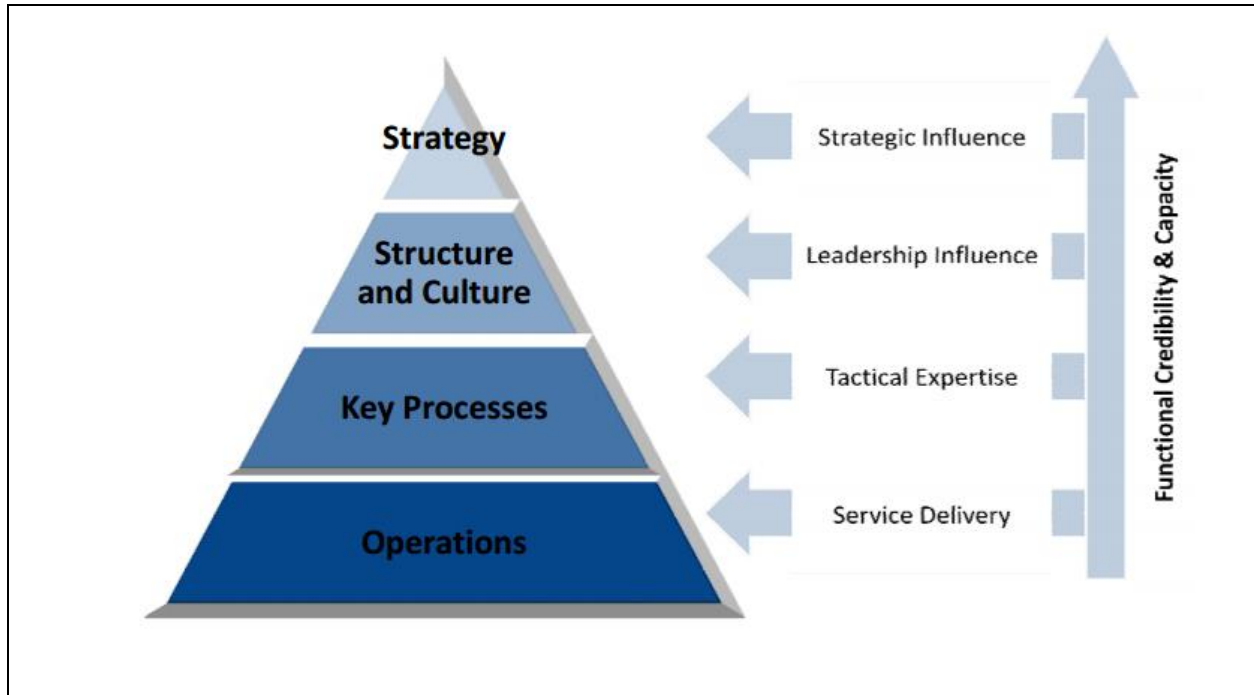 Strategy
Strategic Influence
Structure
and Culture
Leadership Influence
Key Processes
Tactical Expertise
Operations
Service Delivery
Functional Credibility & Capacity